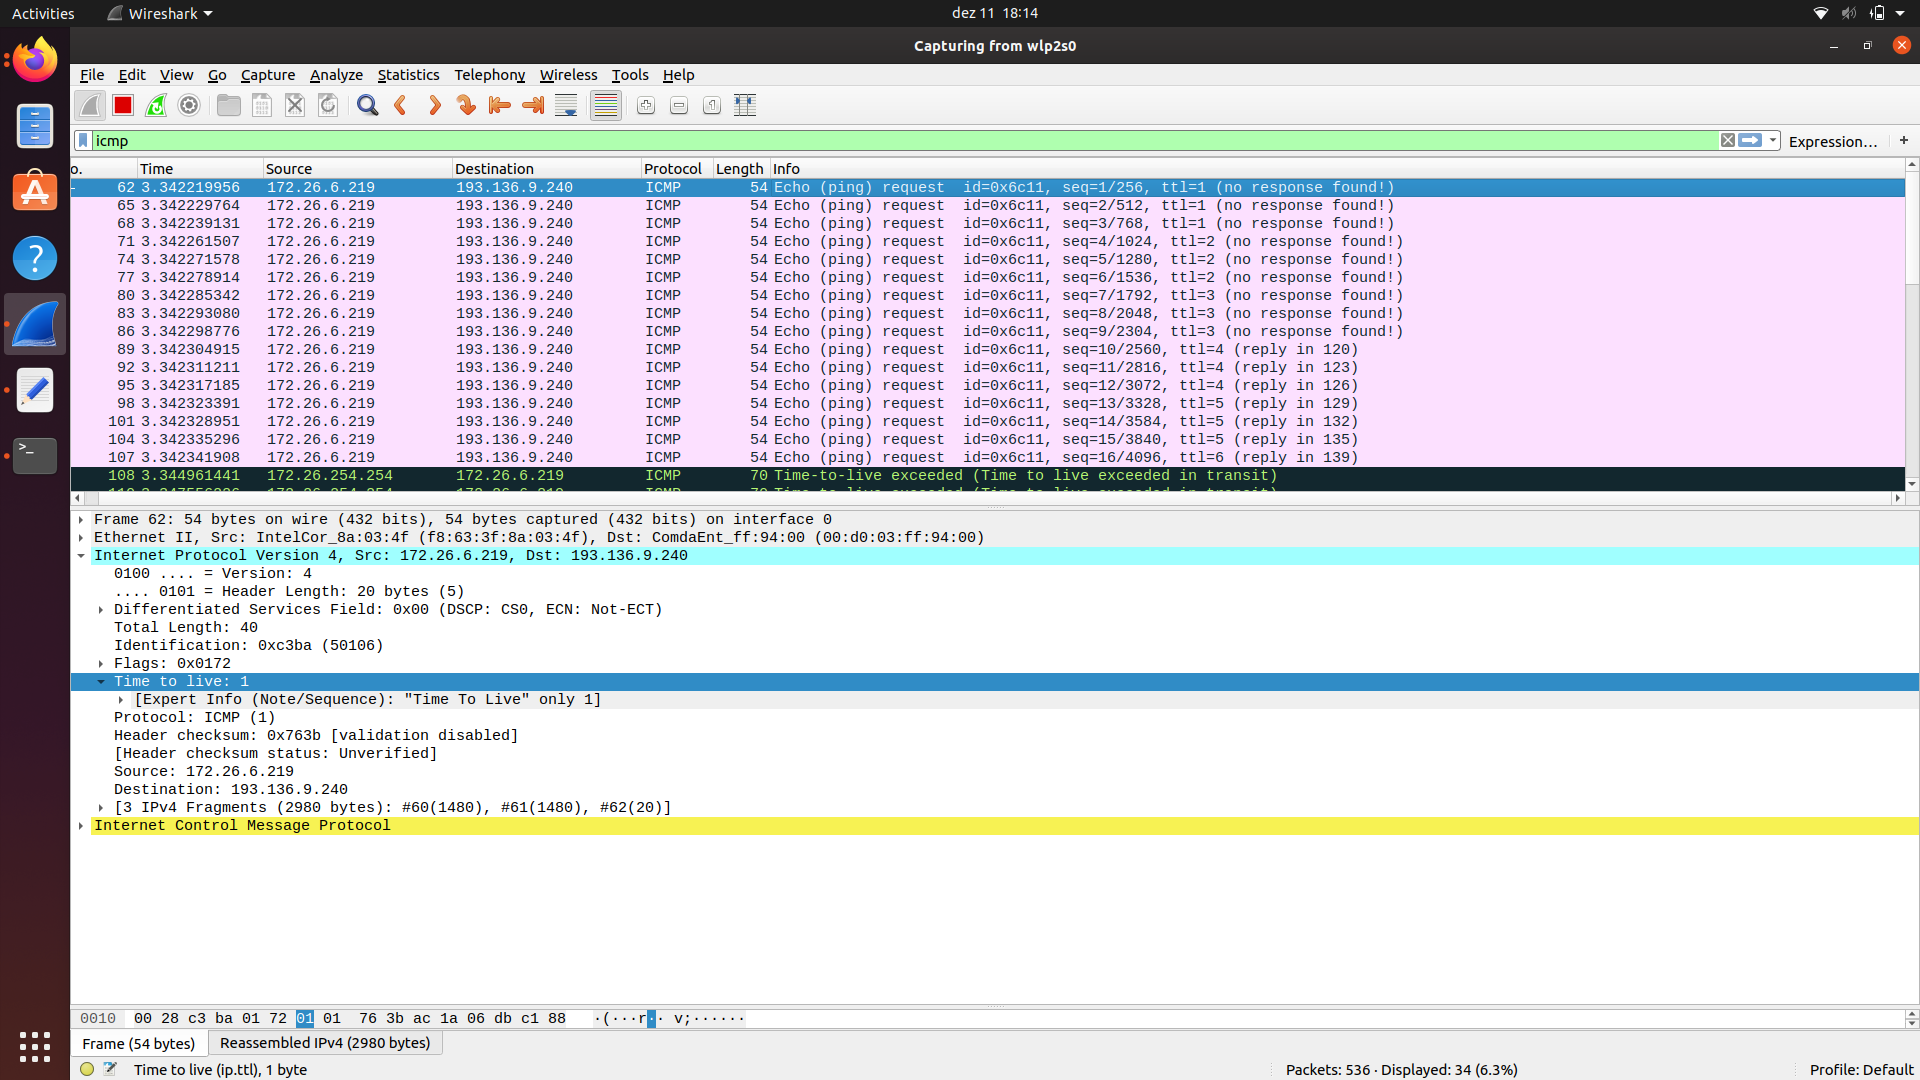 Activities Wireshark dez 11 18:14
Capturing from wlp2s0
File Edit View Go Capture Analyze Statistics Telephony Wireless Tools Help
icmp Expression… +
o. Time Source Destination Protocol Length Info
62 3.342219956 172.26.6.219 193.136.9.240 ICMP 54 Echo (ping) request id=0x6c11, seq=1/256, ttl=1 (no response found!)
65 3.342229764 172.26.6.219 193.136.9.240 ICMP 54 Echo (ping) request id=0x6c11, seq=2/512, ttl=1 (no response found!)
68 3.342239131 172.26.6.219 193.136.9.240 ICMP 54 Echo (ping) request id=0x6c11, seq=3/768, ttl=1 (no response found!)
71 3.342261507 172.26.6.219 193.136.9.240 ICMP 54 Echo (ping) request id=0x6c11, seq=4/1024, ttl=2 (no response found!)
74 3.342271578 172.26.6.219 193.136.9.240 ICMP 54 Echo (ping) request id=0x6c11, seq=5/1280, ttl=2 (no response found!)
77 3.342278914 172.26.6.219 193.136.9.240 ICMP 54 Echo (ping) request id=0x6c11, seq=6/1536, ttl=2 (no response found!)
80 3.342285342 172.26.6.219 193.136.9.240 ICMP 54 Echo (ping) request id=0x6c11, seq=7/1792, ttl=3 (no response found!)
83 3.342293080 172.26.6.219 193.136.9.240 ICMP 54 Echo (ping) request id=0x6c11, seq=8/2048, ttl=3 (no response found!)
86 3.342298776 172.26.6.219 193.136.9.240 ICMP 54 Echo (ping) request id=0x6c11, seq=9/2304, ttl=3 (no response found!)
89 3.342304915 172.26.6.219 193.136.9.240 ICMP 54 Echo (ping) request id=0x6c11, seq=10/2560, ttl=4 (reply in 120)
92 3.342311211 172.26.6.219 193.136.9.240 ICMP 54 Echo (ping) request id=0x6c11, seq=11/2816, ttl=4 (reply in 123)
95 3.342317185 172.26.6.219 193.136.9.240 ICMP 54 Echo (ping) request id=0x6c11, seq=12/3072, ttl=4 (reply in 126)
98 3.342323391 172.26.6.219 193.136.9.240 ICMP 54 Echo (ping) request id=0x6c11, seq=13/3328, ttl=5 (reply in 129)
101 3.342328951 172.26.6.219 193.136.9.240 ICMP 54 Echo (ping) request id=0x6c11, seq=14/3584, ttl=5 (reply in 132)
104 3.342335296 172.26.6.219 193.136.9.240 ICMP 54 Echo (ping) request id=0x6c11, seq=15/3840, ttl=5 (reply in 135)
107 3.342341908 172.26.6.219 193.136.9.240 ICMP 54 Echo (ping) request id=0x6c11, seq=16/4096, ttl=6 (reply in 139)
108 3.344961441 172.26.254.254 172.26.6.219 ICMP 70 Time-to-live exceeded (Time to live exceeded in transit)
Frame 62: 54 bytes on wire (432 bits), 54 bytes captured (432 bits) on interface 0
Ethernet II, Src: IntelCor_8a:03:4f (f8:63:3f:8a:03:4f), Dst: ComdaEnt_ff:94:00 (00:d0:03:ff:94:00)
Internet Protocol Version 4, Src: 172.26.6.219, Dst: 193.136.9.240
0100 .... = Version: 4
.... 0101 = Header Length: 20 bytes (5)
Differentiated Services Field: 0x00 (DSCP: CS0, ECN: Not-ECT)
Total Length: 40
Identification: 0xc3ba (50106)
Flags: 0x0172
Time to live: 1
[Expert Info (Note/Sequence): "Time To Live" only 1]
Protocol: ICMP (1)
Header checksum: 0x763b [validation disabled]
[Header checksum status: Unverified]
Source: 172.26.6.219
Destination: 193.136.9.240
[3 IPv4 Fragments (2980 bytes): #60(1480), #61(1480), #62(20)]
Internet Control Message Protocol
0010 00 28 c3 ba 01 72 01 01 76 3b ac 1a 06 db c1 88 ·(···r·· v;······
Frame (54 bytes) Reassembled IPv4 (2980 bytes)
Time to live (ip.ttl), 1 byte Packets: 536 · Displayed: 34 (6.3%) Profile: Default